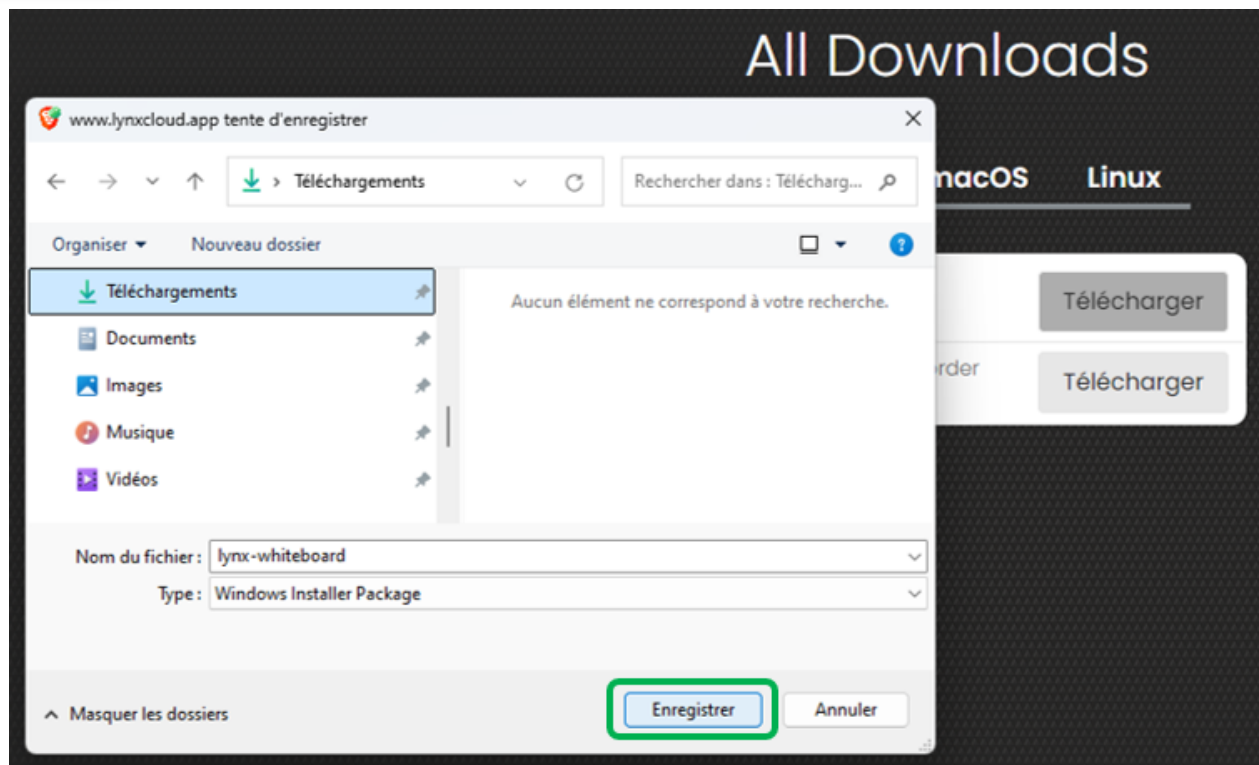 All Downloads
www.lynxcloud.app tente d'enregistrer
Téléchargements
Rechercher dans : Télécharg...
macOS
Linux
Organiser
Nouveau dossier
?
Téléchargements
Documents
Images
Musique
Vidéos
Aucun élément ne correspond à votre recherche.
Télécharger
rder
Télécharger
Nom du fichier : lynx-whiteboard
Type : Windows Installer Package
Masquer les dossiers
Enregistrer
Annuler